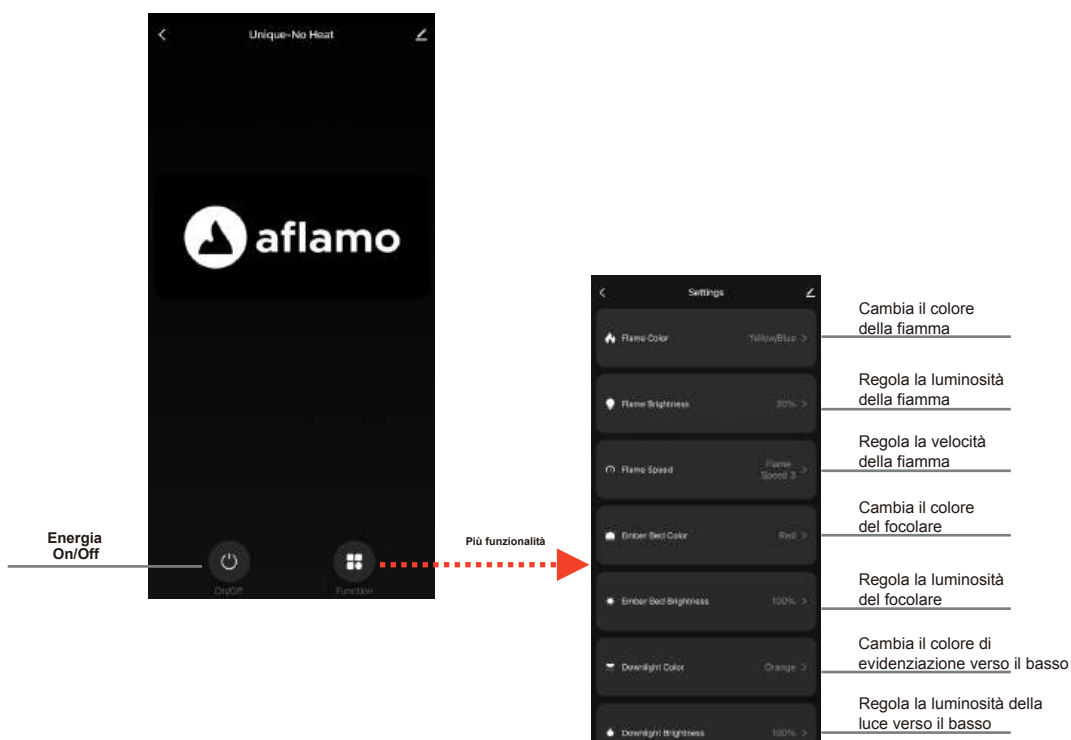 Unique-No Heat
aflamo
Energia
On/Off
On/Off
Function
Più funzionalità
Settings
Flame Color
Yellow/Blue
Cambia il colore
della fiamma
Flame Brightness
Regola la luminosità
della fiamma
Flame Speed
Flame
Speed 3
Regola la velocità
della fiamma
Ember Bed Color
Red
Cambia il colore
del focolare
Ember Bed Brightness
100%
Regola la luminosità
del focolare
Downlight Color
Orange
Cambia il colore di
evidenziazione verso il basso
Downlight Brightness
100%
Regola la luminosità della
luce verso il basso